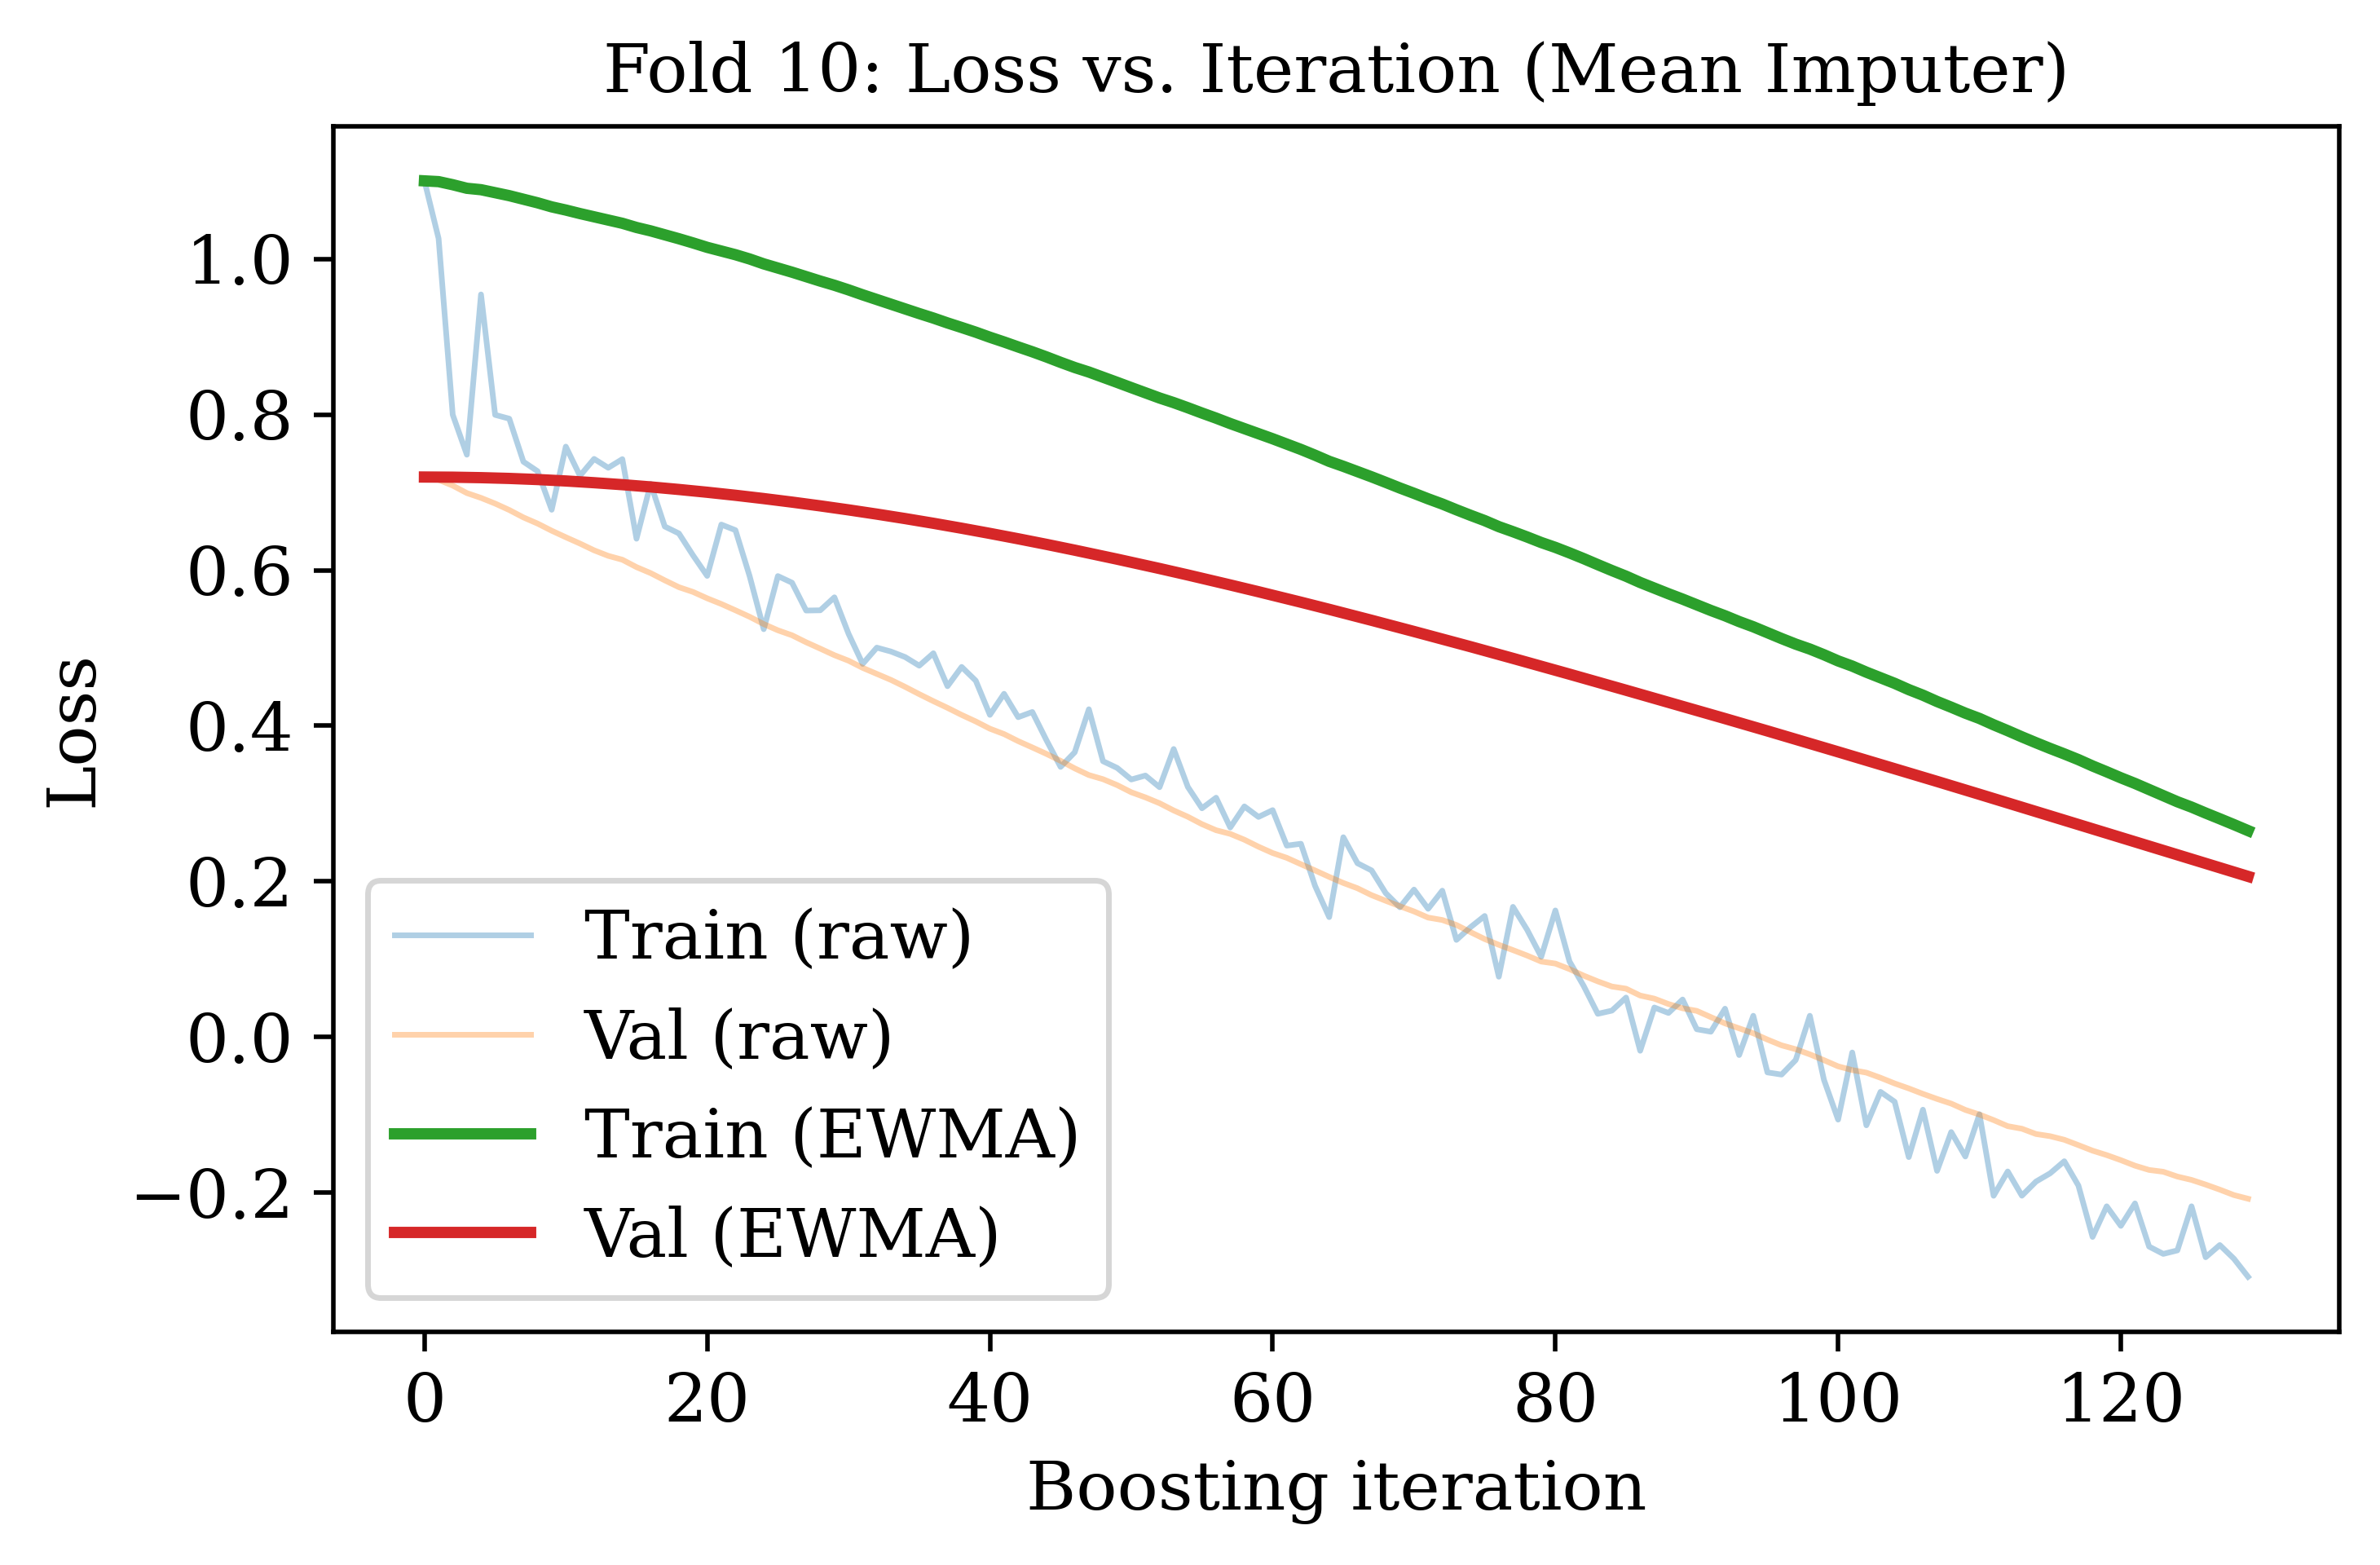 Fold 10: Loss vs. Iteration (Mean Imputer)
Loss
1.0
0.8
0.6
0.4
0.2
0.0
−0.2
Train (raw)
Val (raw)
Train (EWMA)
Val (EWMA)
0 20 40 60 80 100 120
Boosting iteration